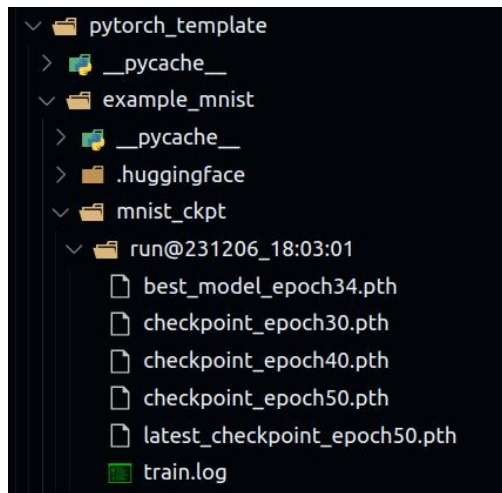 pytorch_template
__pycache__
example_mnist
__pycache__
.huggingface
mnist_ckpt
run@231206_18:03:01
best_model_epoch34.pth
checkpoint_epoch30.pth
checkpoint_epoch40.pth
checkpoint_epoch50.pth
latest_checkpoint_epoch50.pth
train.log